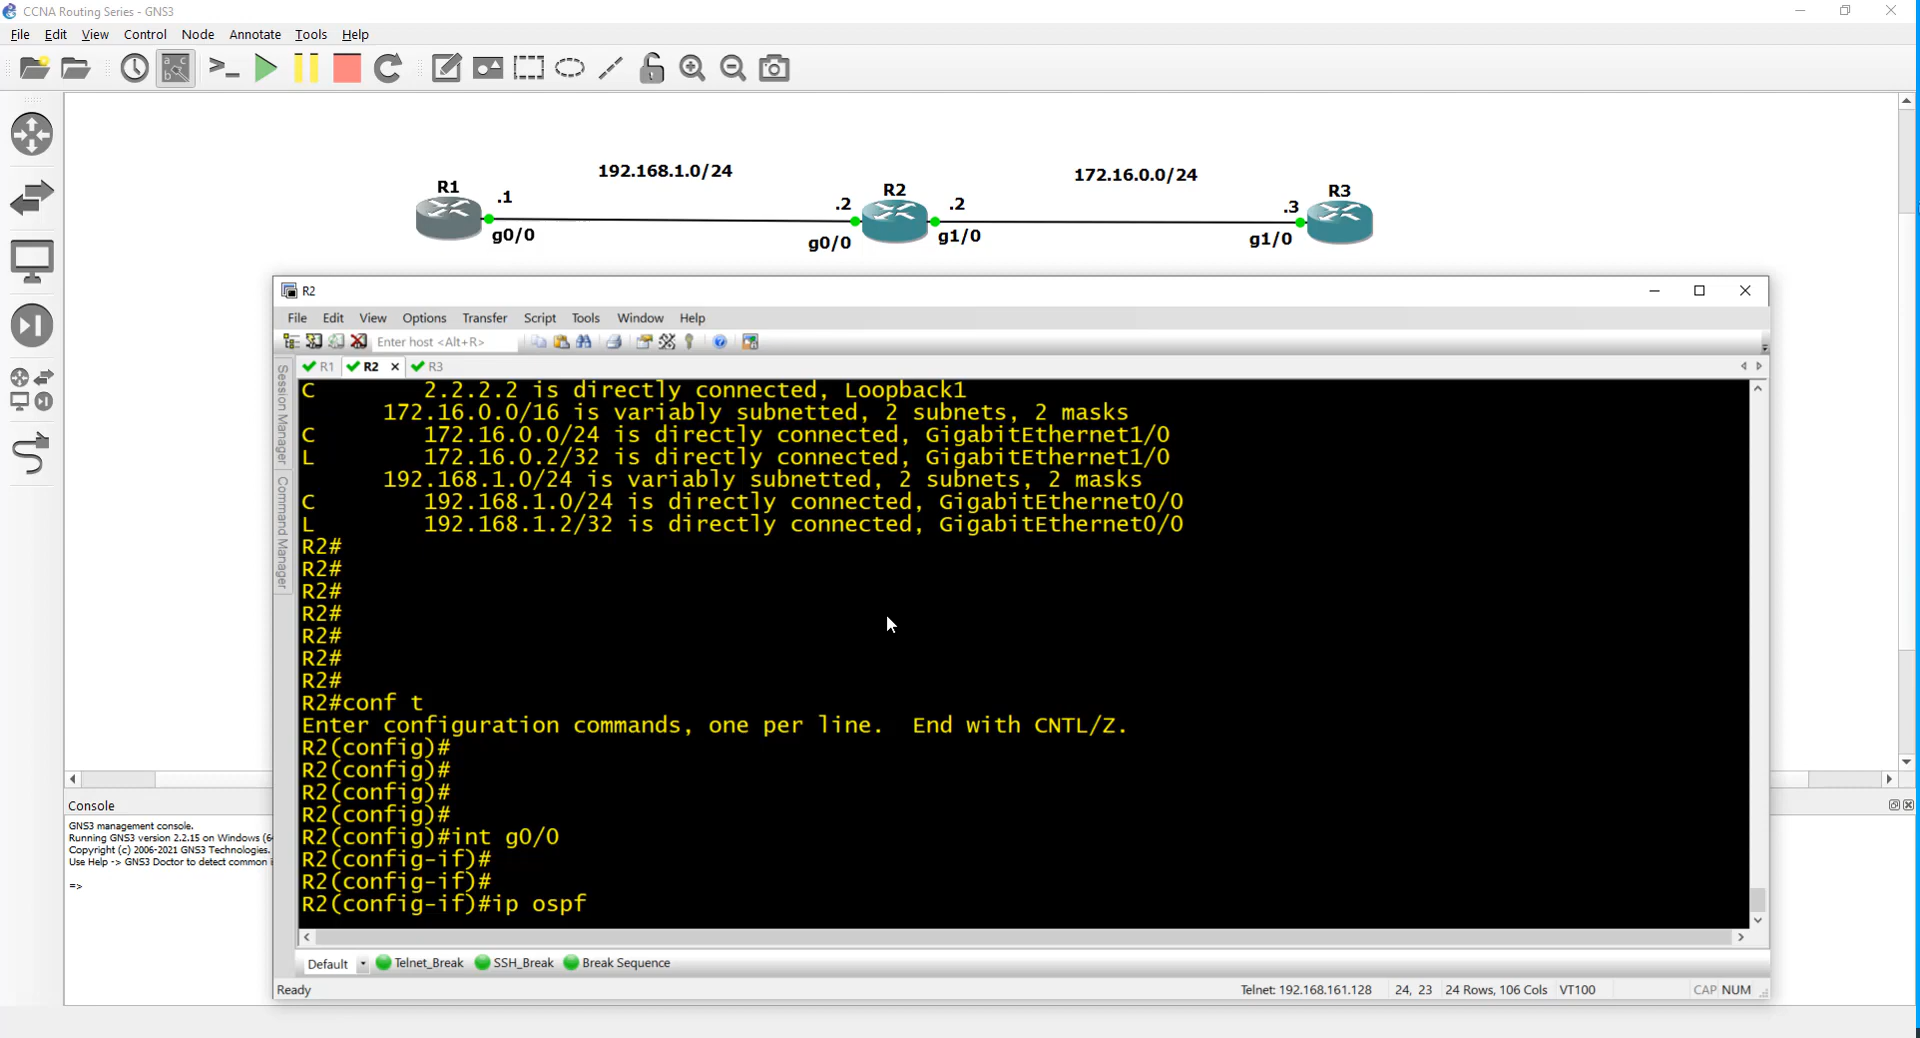 CCNA Routing Series - GNS3
File Edit View Control Node Annotate Tools Help
192.168.1.0/24
172.16.0.0/24
R1 R2 R3
.1 .2 .2 .3
g0/0 g0/0 g1/0 g1/0
R2
File Edit View Options Transfer Script Tools Window Help
Enter host <Alt+R>
R1 R2 R3
Session Manager
Command Manager
C        2.2.2.2 is directly connected, Loopback1
      172.16.0.0/16 is variably subnetted, 2 subnets, 2 masks
C        172.16.0.0/24 is directly connected, GigabitEthernet1/0
L        172.16.0.2/32 is directly connected, GigabitEthernet1/0
      192.168.1.0/24 is variably subnetted, 2 subnets, 2 masks
C        192.168.1.0/24 is directly connected, GigabitEthernet0/0
L        192.168.1.2/32 is directly connected, GigabitEthernet0/0
R2#
R2#
R2#
R2#
R2#
R2#
R2#
R2#conf t
Enter configuration commands, one per line.  End with CNTL/Z.
R2(config)#
R2(config)#
R2(config)#
R2(config)#
R2(config)#int g0/0
R2(config-if)#
R2(config-if)#
R2(config-if)#ip ospf
Default Telnet_Break SSH_Break Break Sequence
Ready Telnet: 192.168.161.128 24, 23 24 Rows, 106 Cols VT100 CAP NUM
Console
GNS3 management console.
Running GNS3 version 2.2.15 on Windows (6
Copyright (c) 2006-2021 GNS3 Technologies.
Use Help -> GNS3 Doctor to detect common i
=>